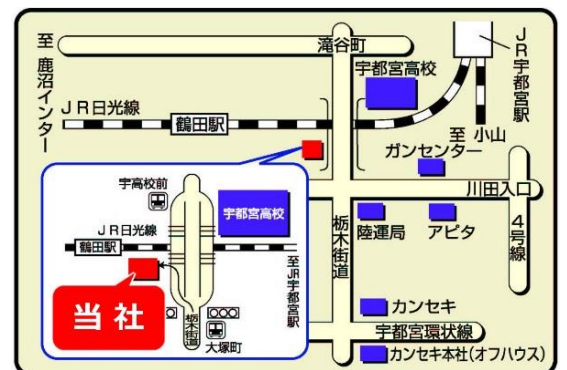 至 鹿沼インター
滝谷町
JR宇都宮駅
宇都宮高校
JR日光線
鶴田駅
至 小山
ガンセンター
川田入口
栃木街道
陸運局
アピタ
4号線
カンセキ
宇都宮環状線
カンセキ本社(オフハウス)
宇高校前
宇都宮高校
JR日光線
鶴田駅
至JR宇都宮駅
当社
栃木街道
大塚町